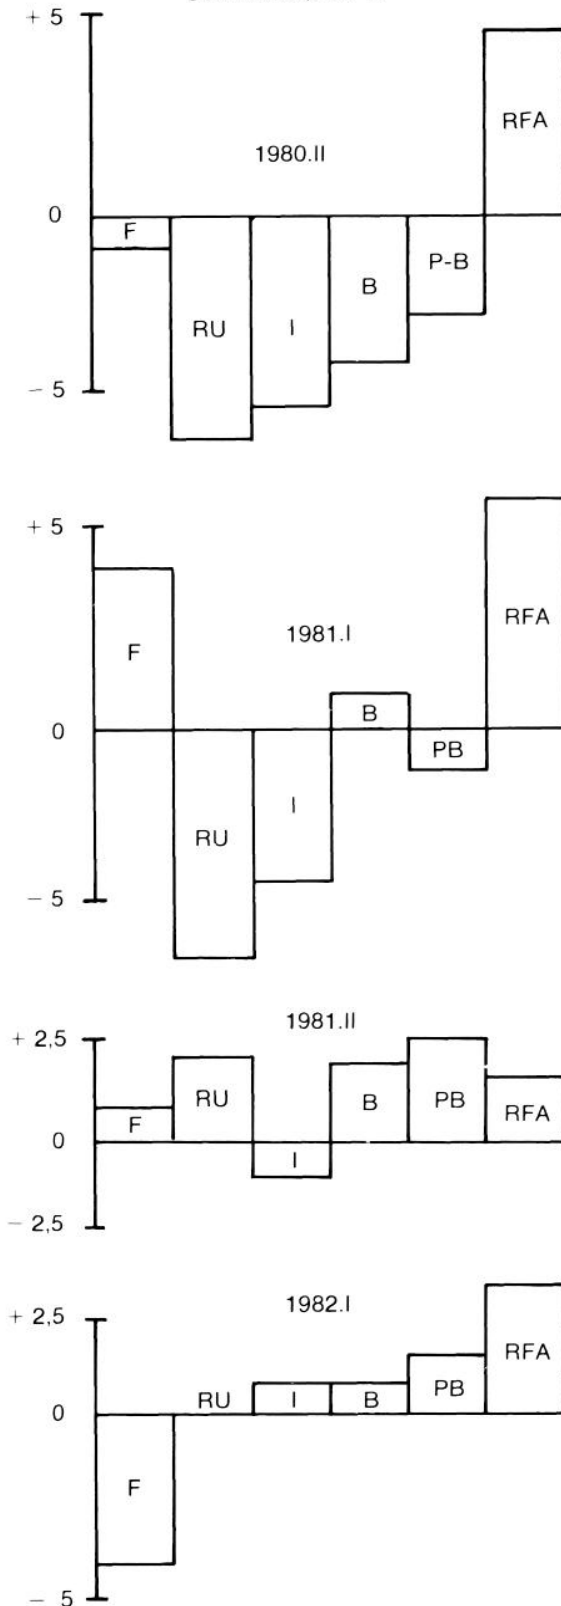 + 5
RFA
1980.II
0
F
P-B
B
RU
I
− 5
+ 5
1981.I
RFA
F
B
0
PB
I
RU
− 5
1981.II
+ 2,5
RU
B
PB
RFA
F
0
I
− 2,5
1982.I
+ 2,5
RFA
PB
RU
I
B
0
F
− 5